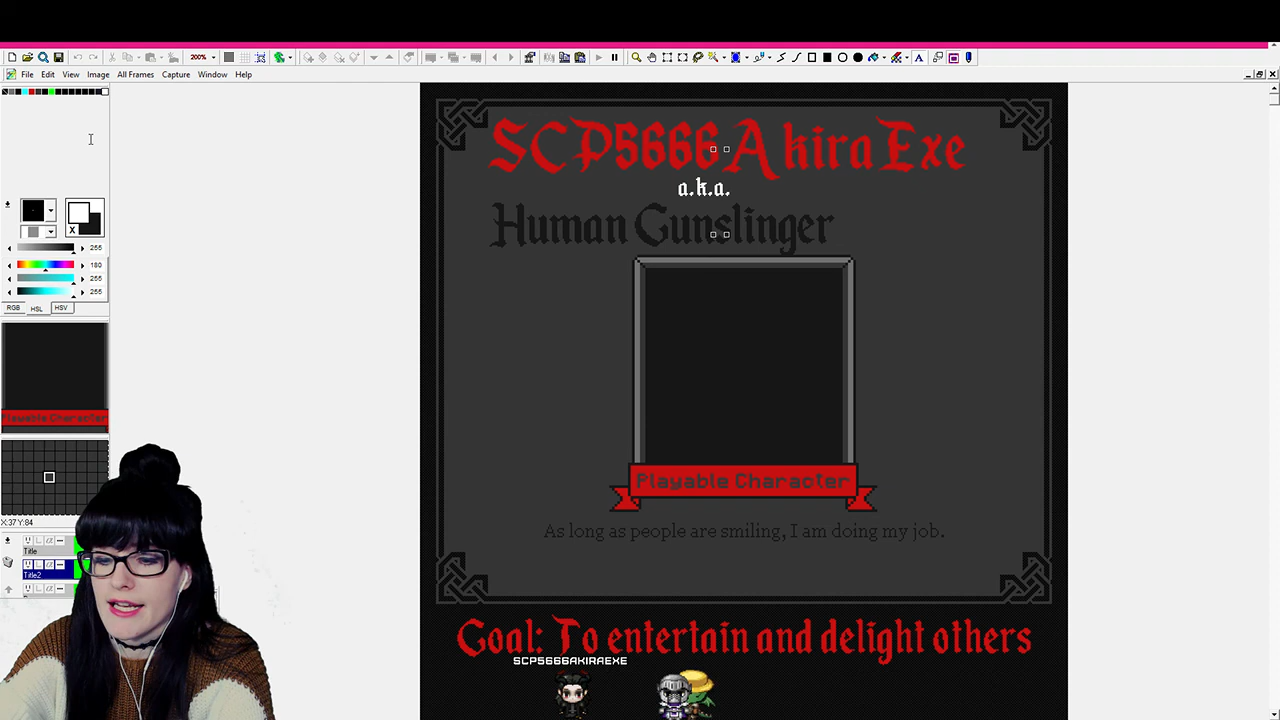 200%
File Edit View Image All Frames Capture Window Help
255
180
255
255
RGB HSL HSV
Playable Character
X:37 Y:84
Title
Title2
SCP5666AkiraExe
a.k.a.
Human Gunslinger
Playable Character
As long as people are smiling, I am doing my job.
Goal: To entertain and delight others
SCP5666AKIRAEXE